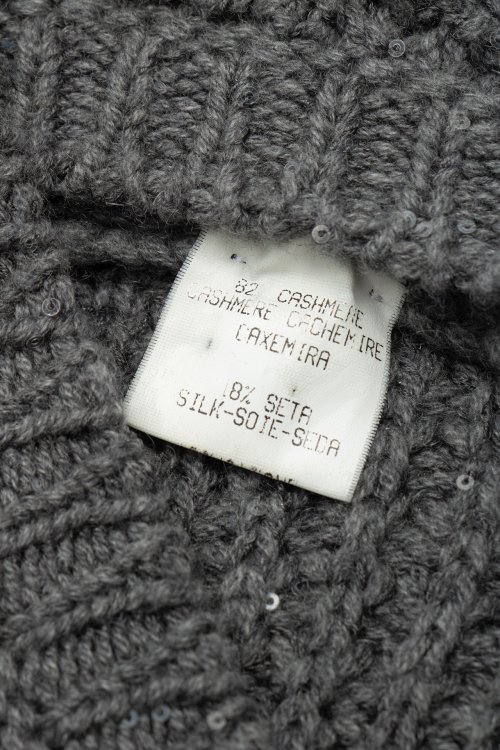 82 CASHMERE
CASHMERE CACHEMIRE
CAXEMIRA
18% SETA
SILK-SOIE-SEDA